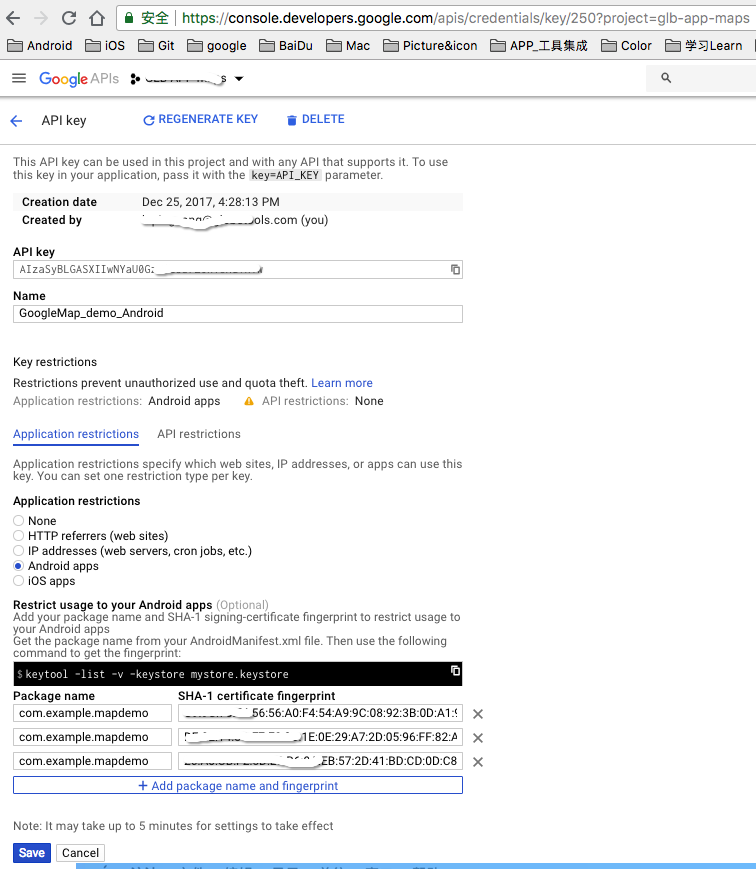 安全 https://console.developers.google.com/apis/credentials/key/250?project=glb-app-maps
Android iOS Git google BaiDu Mac Picture&icon APP_工具集成 Color 学习Learn
Google APIs
API key REGENERATE KEY DELETE
This API key can be used in this project and with any API that supports it. To use
this key in your application, pass it with the key=API_KEY parameter.
Creation date Dec 25, 2017, 4:28:13 PM
Created by ols.com (you)
API key
AIzaSyBLGASXIIwNYaU0G
Name
GoogleMap_demo_Android
Key restrictions
Restrictions prevent unauthorized use and quota theft. Learn more
Application restrictions: Android apps API restrictions: None
Application restrictions API restrictions
Application restrictions specify which web sites, IP addresses, or apps can use this
key. You can set one restriction type per key.
Application restrictions
None
HTTP referrers (web sites)
IP addresses (web servers, cron jobs, etc.)
Android apps
iOS apps
Restrict usage to your Android apps (Optional)
Add your package name and SHA-1 signing-certificate fingerprint to restrict usage to
your Android apps
Get the package name from your AndroidManifest.xml file. Then use the following
command to get the fingerprint:
$ keytool -list -v -keystore mystore.keystore
Package name SHA-1 certificate fingerprint
com.example.mapdemo 56:56:A0:F4:54:A9:9C:08:92:3B:0D:A1:9
com.example.mapdemo 1E:0E:29:A7:2D:05:96:FF:82:A
com.example.mapdemo EB:57:2D:41:BD:CD:0D:C8
+ Add package name and fingerprint
Note: It may take up to 5 minutes for settings to take effect
Save Cancel